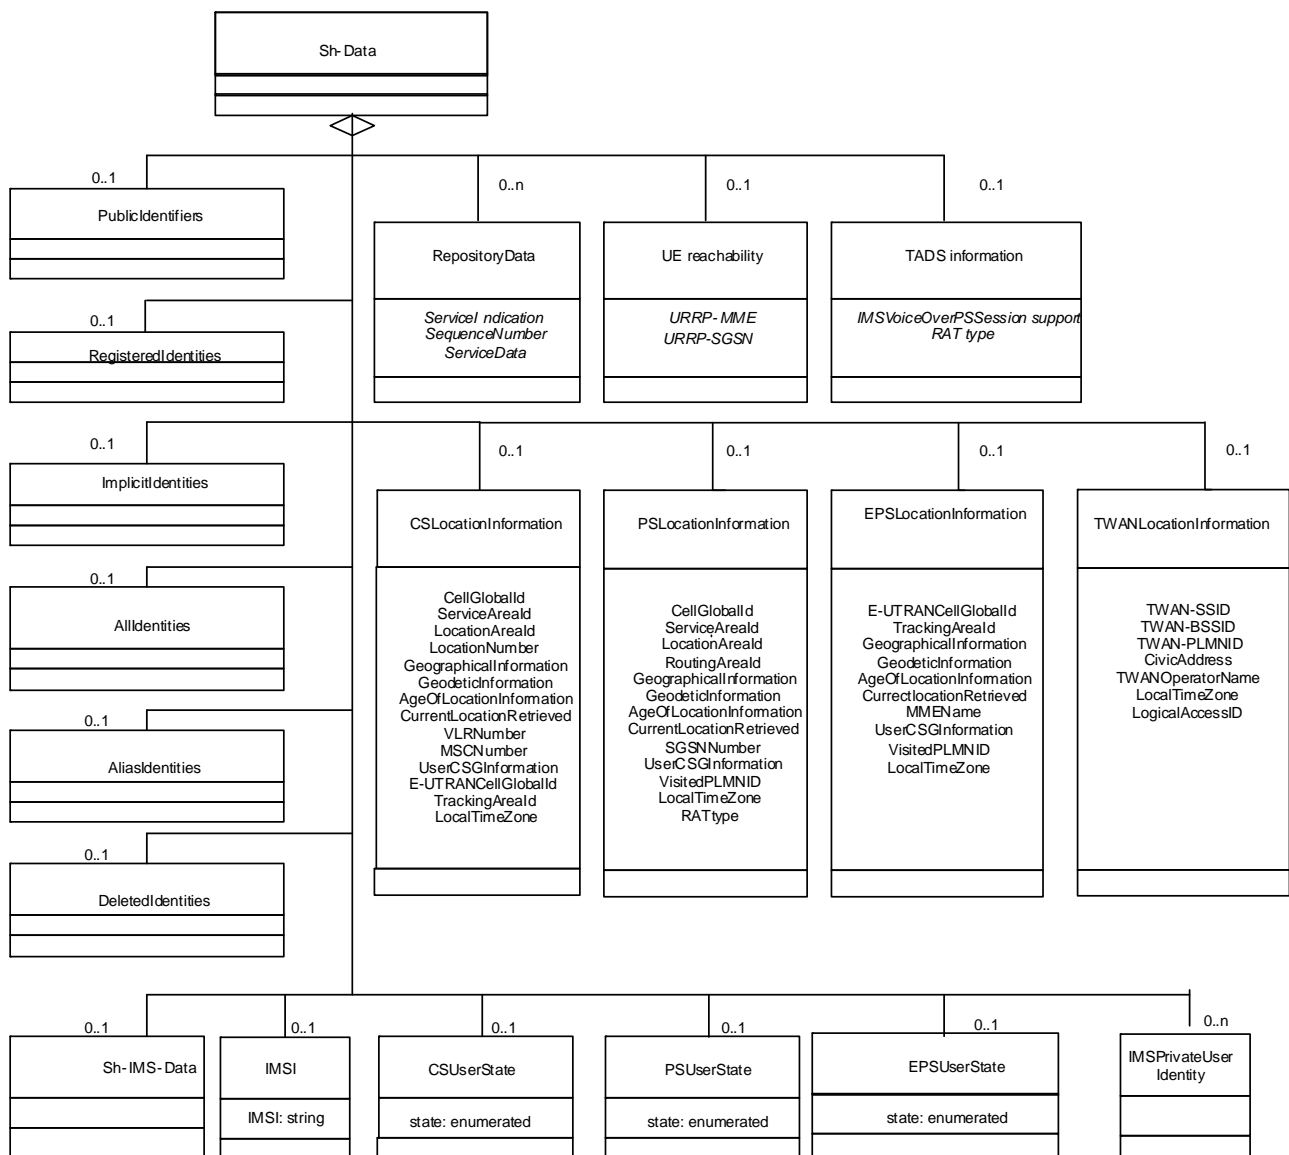 Sh-Data
0..1
PublicIdentifiers
0..n
RepositoryData
ServiceIndication
SequenceNumber
ServiceData
0..1
UE reachability
URRP-MME
URRP-SGSN
0..1
TADS information
IMSVoiceOverPSSession support
RAT type
0..1
RegisteredIdentities
0..1
ImplicitIdentities
0..1
AllIdentities
0..1
AliasIdentities
0..1
DeletedIdentities
0..1
CSLocationInformation
CellGlobalId
ServiceAreaId
LocationAreaId
LocationNumber
GeographicalInformation
GeodeticInformation
AgeOfLocationInformation
CurrentLocationRetrieved
VLRNumber
MSCNumber
UserCSGInformation
E-UTRANCellGlobalId
TrackingAreaId
LocalTimeZone
0..1
PSLocationInformation
CellGlobalId
ServiceAreaId
LocationAreaId
RoutingAreaId
GeographicalInformation
GeodeticInformation
AgeOfLocationInformation
CurrentLocationRetrieved
SGSNNumber
UserCSGInformation
VisitedPLMNID
LocalTimeZone
RATtype
0..1
EPSLocationInformation
E-UTRANCellGlobalId
TrackingAreaId
GeographicalInformation
GeodeticInformation
AgeOfLocationInformation
CurrectlocationRetrieved
MMEName
UserCSGInformation
VisitedPLMNID
LocalTimeZone
0..1
TWANLocationInformation
TWAN-SSID
TWAN-BSSID
TWAN-PLMNID
CivicAddress
TWANOperatorName
LocalTimeZone
LogicalAccessID
0..1
Sh-IMS-Data
0..1
IMSI
IMSI: string
0..1
CSUserState
state: enumerated
0..1
PSUserState
state: enumerated
0..1
EPSUserState
state: enumerated
0..n
IMSPrivateUser
Identity